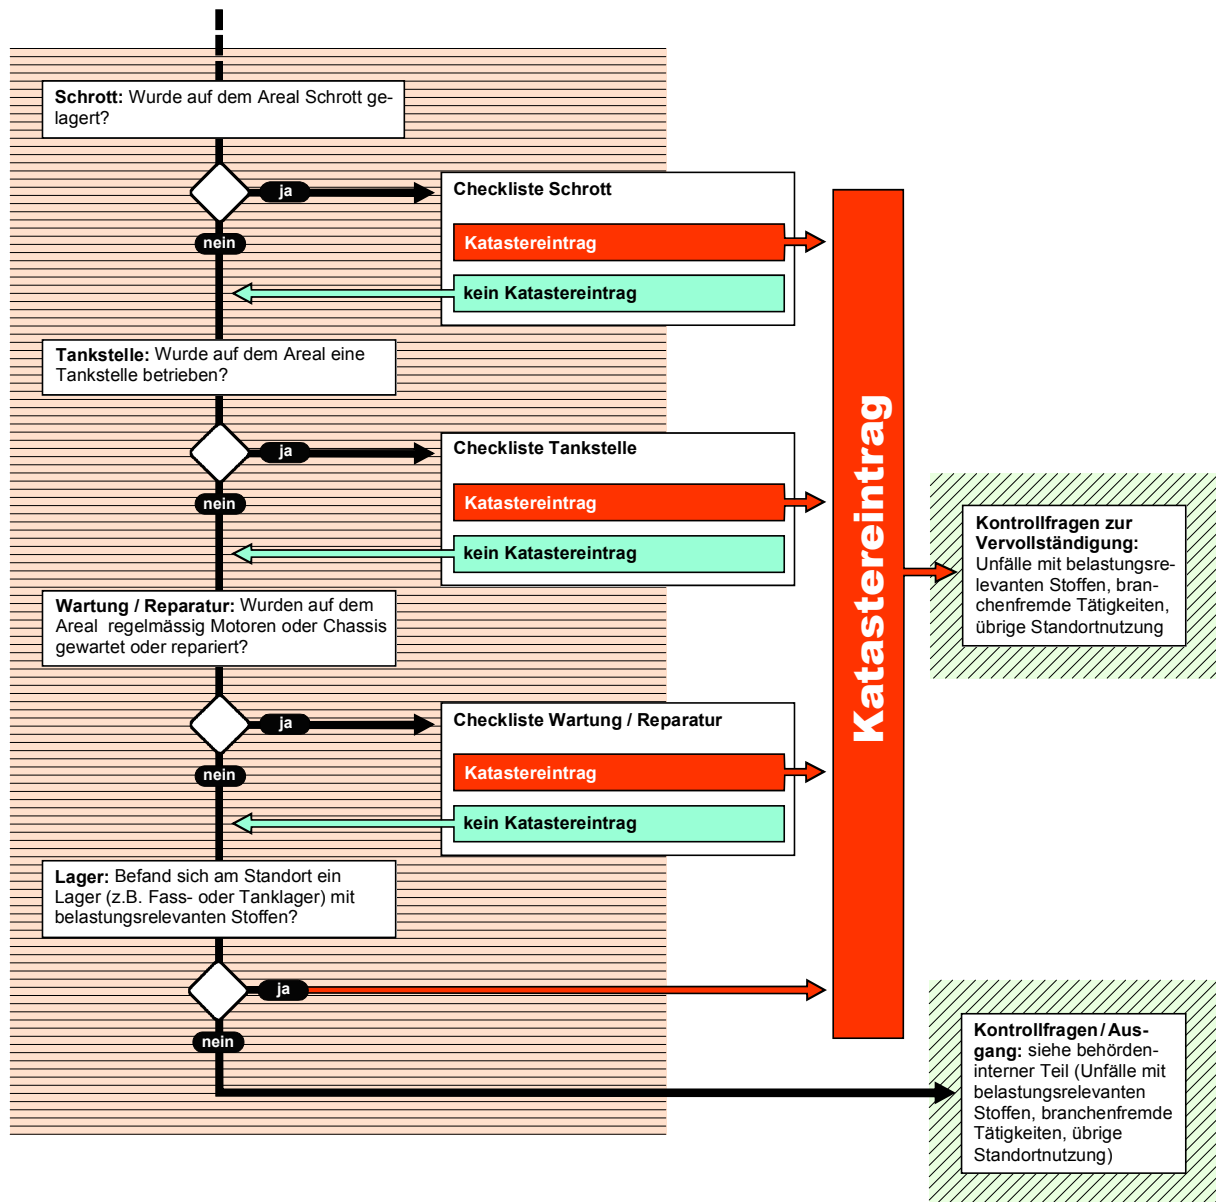 Schrott: Wurde auf dem Areal Schrott ge-
lagert?
ja
nein
Checkliste Schrott
Katastereintrag
kein Katastereintrag
Tankstelle: Wurde auf dem Areal eine
Tankstelle betrieben?
ja
nein
Checkliste Tankstelle
Katastereintrag
kein Katastereintrag
Wartung / Reparatur: Wurden auf dem
Areal regelmässig Motoren oder Chassis
gewartet oder repariert?
ja
nein
Checkliste Wartung / Reparatur
Katastereintrag
kein Katastereintrag
Lager: Befand sich am Standort ein
Lager (z.B. Fass- oder Tanklager) mit
belastungsrelevanten Stoffen?
ja
nein
Katastereintrag
Kontrollfragen zur
Vervollständigung:
Unfälle mit belastungsre-
levanten Stoffen, bran-
chenfremde Tätigkeiten,
übrige Standortnutzung
Kontrollfragen / Aus-
gang: siehe behörden-
interner Teil (Unfälle mit
belastungsrelevanten
Stoffen, branchenfremde
Tätigkeiten, übrige
Standortnutzung)